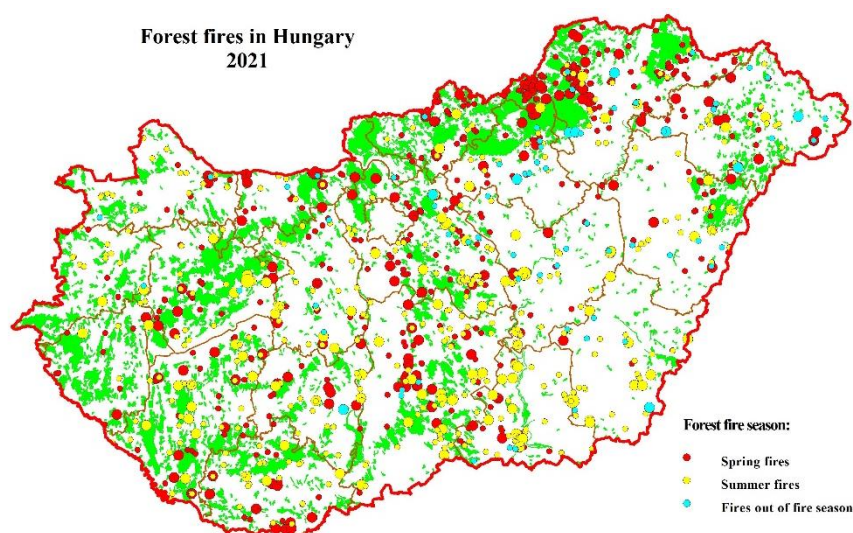 Forest fires in Hungary
2021
Forest fire season:
Spring fires
Summer fires
Fires out of fire season